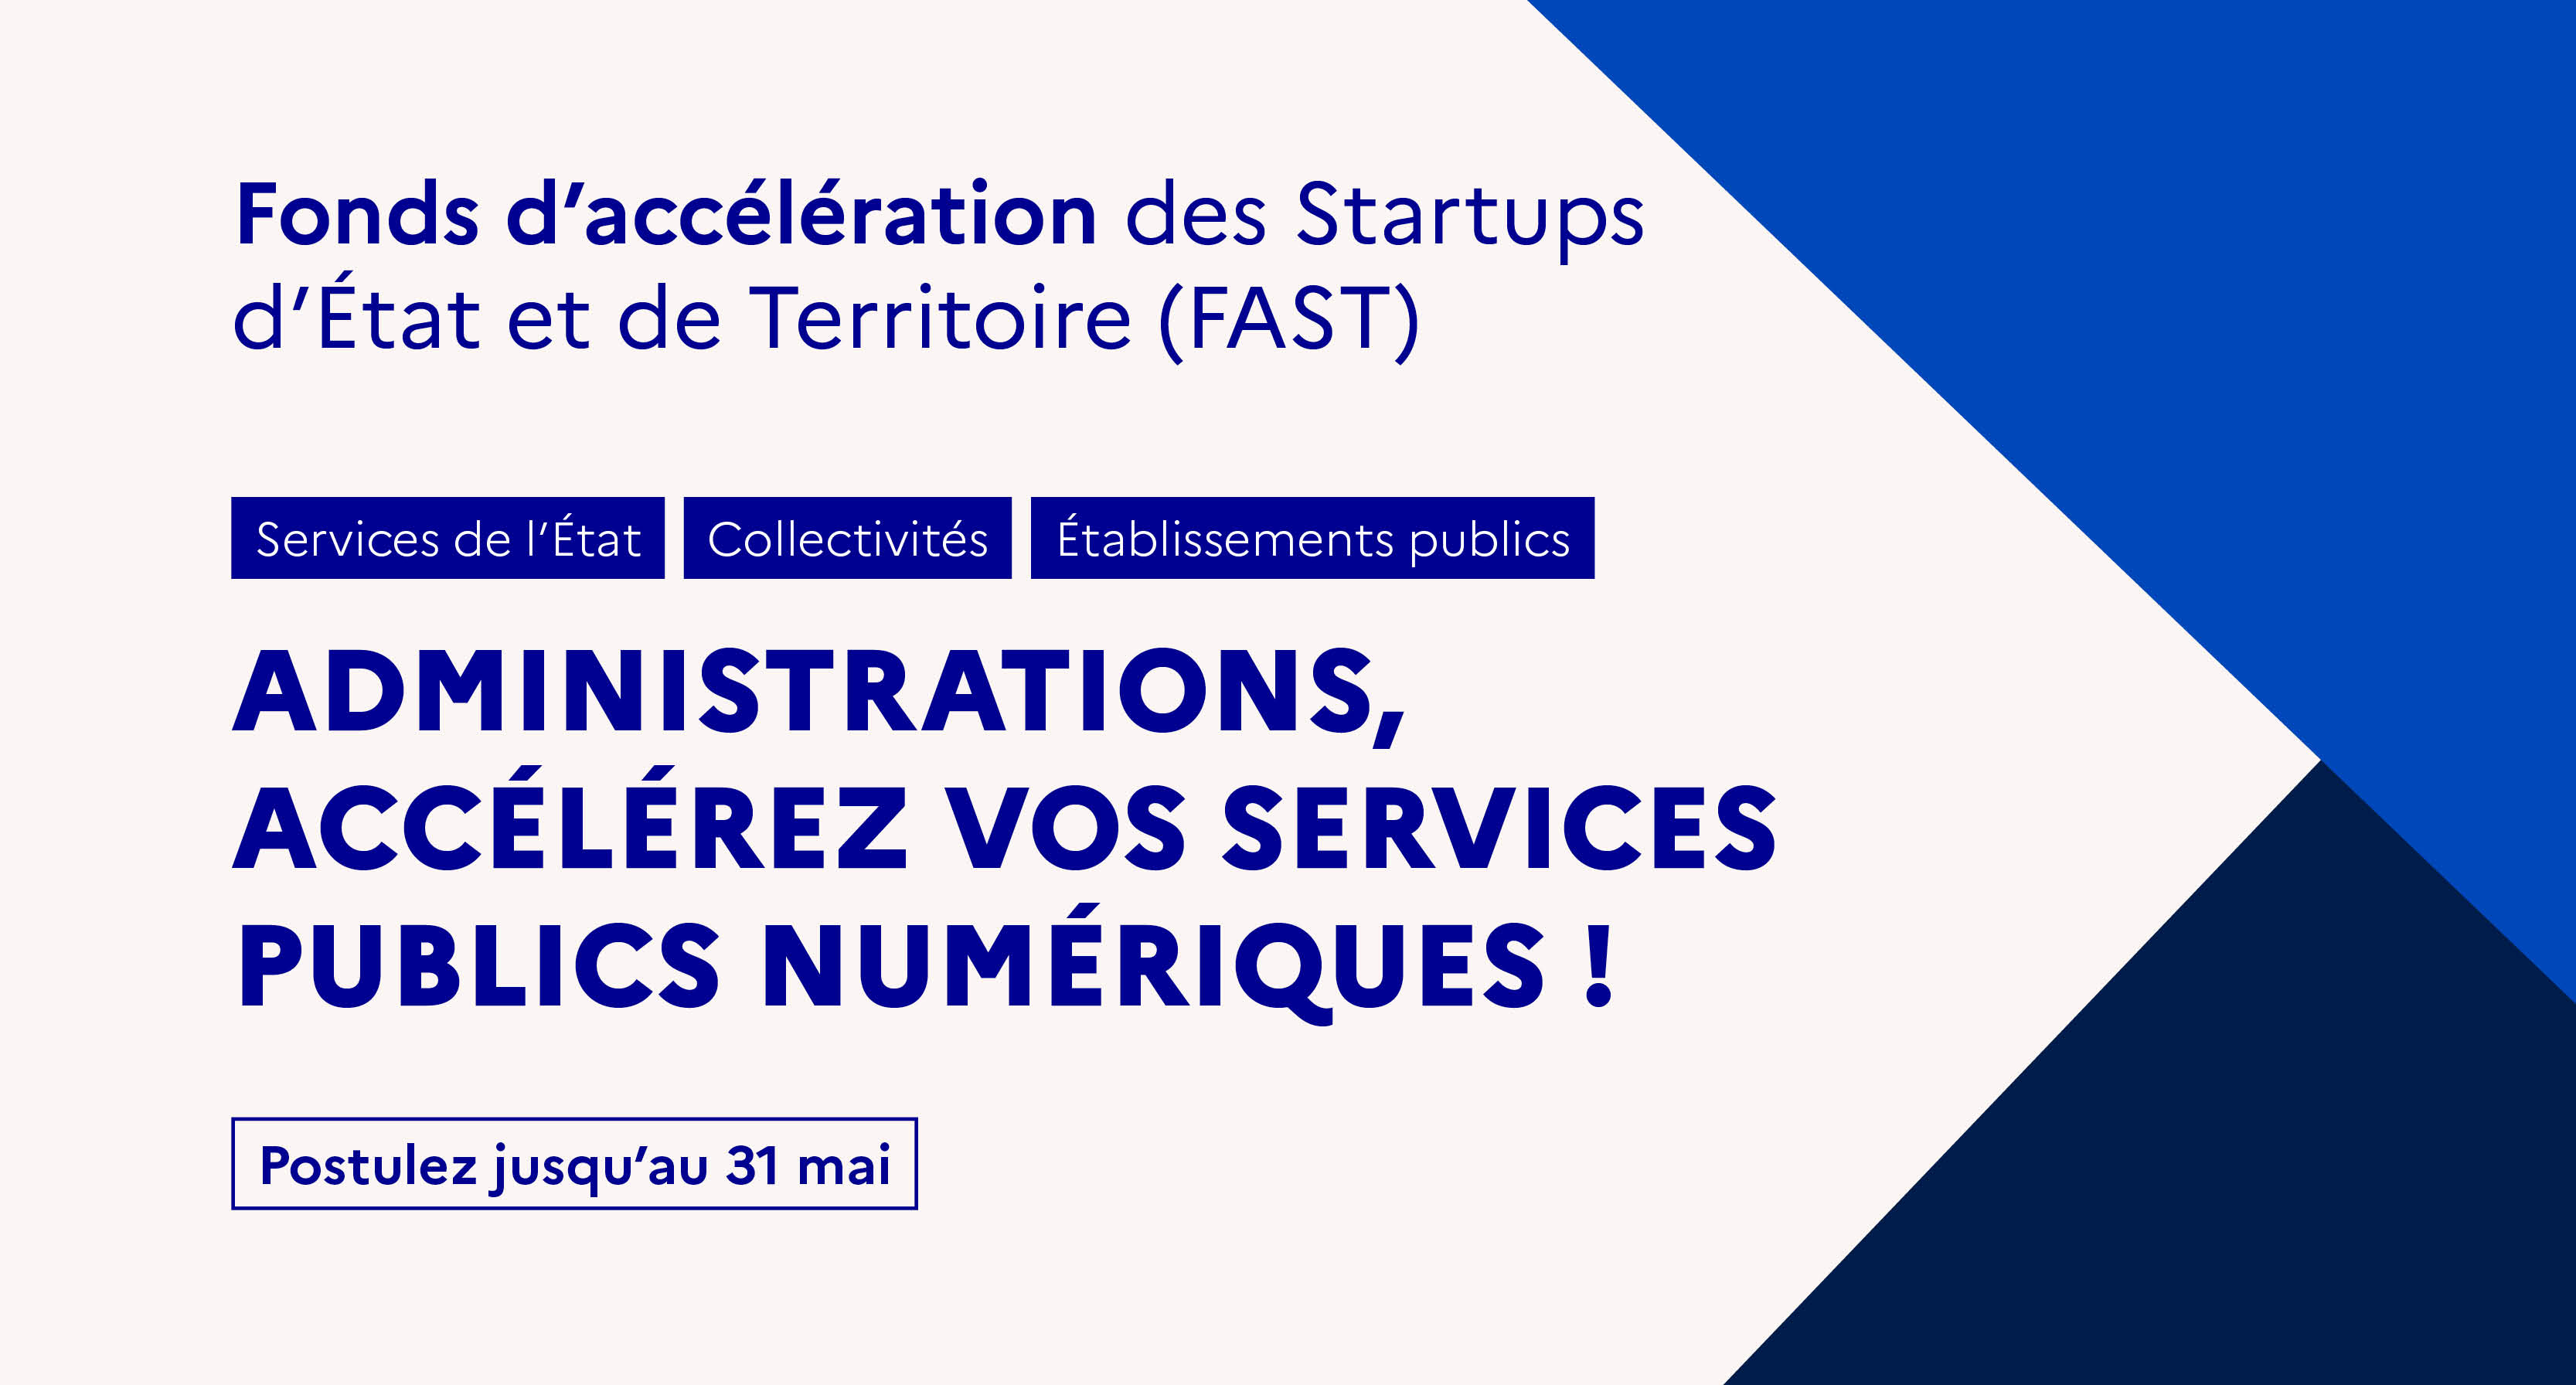 Fonds d’accélération des Startups
d’État et de Territoire (FAST)
Services de l’État Collectivités Établissements publics
ADMINISTRATIONS,
ACCÉLÉREZ VOS SERVICES
PUBLICS NUMÉRIQUES !
Postulez jusqu’au 31 mai